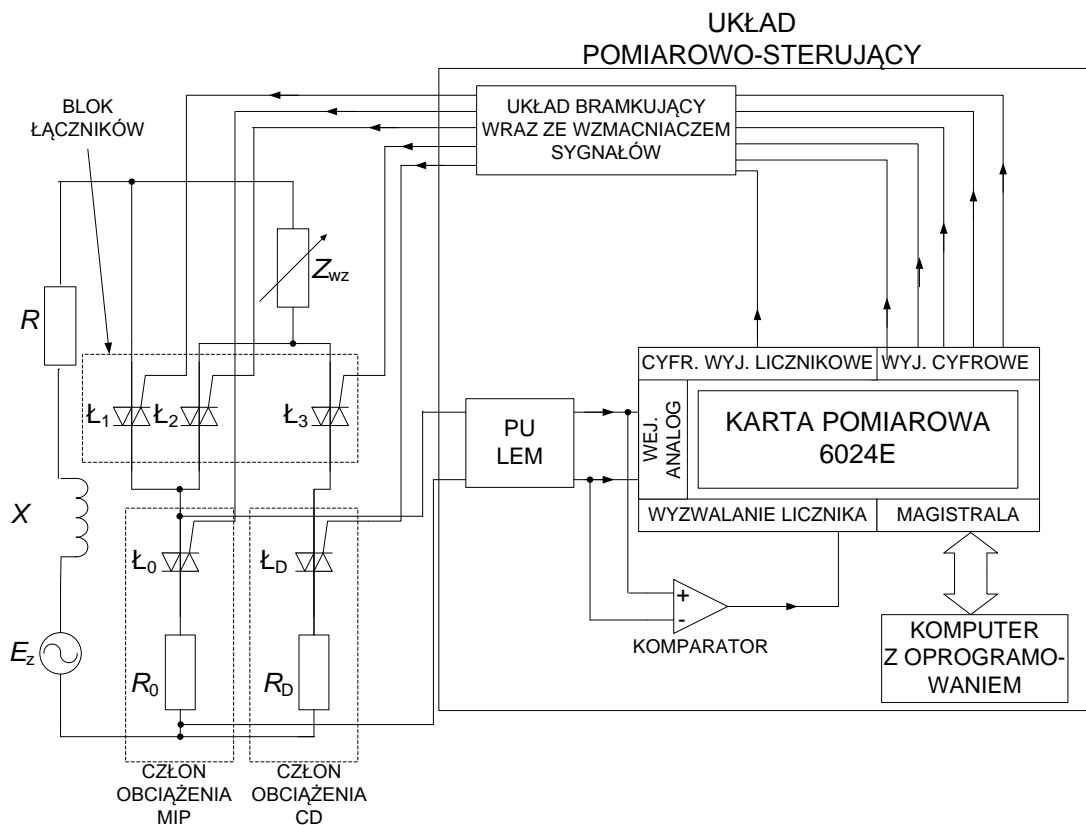 UKŁAD
POMIAROWO-STERUJĄCY
BLOK
ŁĄCZNIKÓW
UKŁAD BRAMKUJĄCY
WRAZ ZE WZMACNIACZEM
SYGNAŁÓW
R
Zwz
Ł1
Ł2
Ł3
X
Ez
Ł0
ŁD
R0
RD
CZŁON
OBCIĄŻENIA
MIP
CZŁON
OBCIĄŻENIA
CD
PU
LEM
CYFR. WYJ. LICZNIKOWE
WYJ. CYFROWE
WEJ.
ANALOG
KARTA POMIAROWA
6024E
WYZWALANIE LICZNIKA
MAGISTRALA
+
-
KOMPARATOR
KOMPUTER
Z OPROGRAMO-
WANIEM